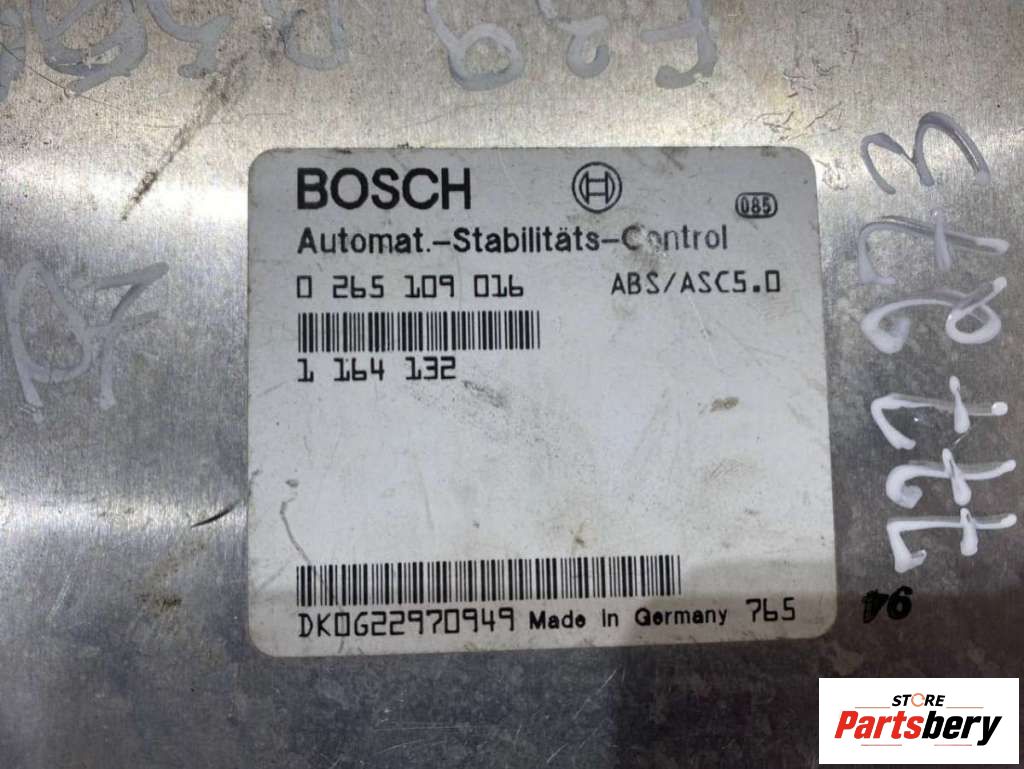 BOSCH
085
Automat.-Stabilitäts-Control
0 265 109 016 ABS/ASC5.0
1 164 132
DK0G22970949 Made in Germany 765
STORE
Partsbery